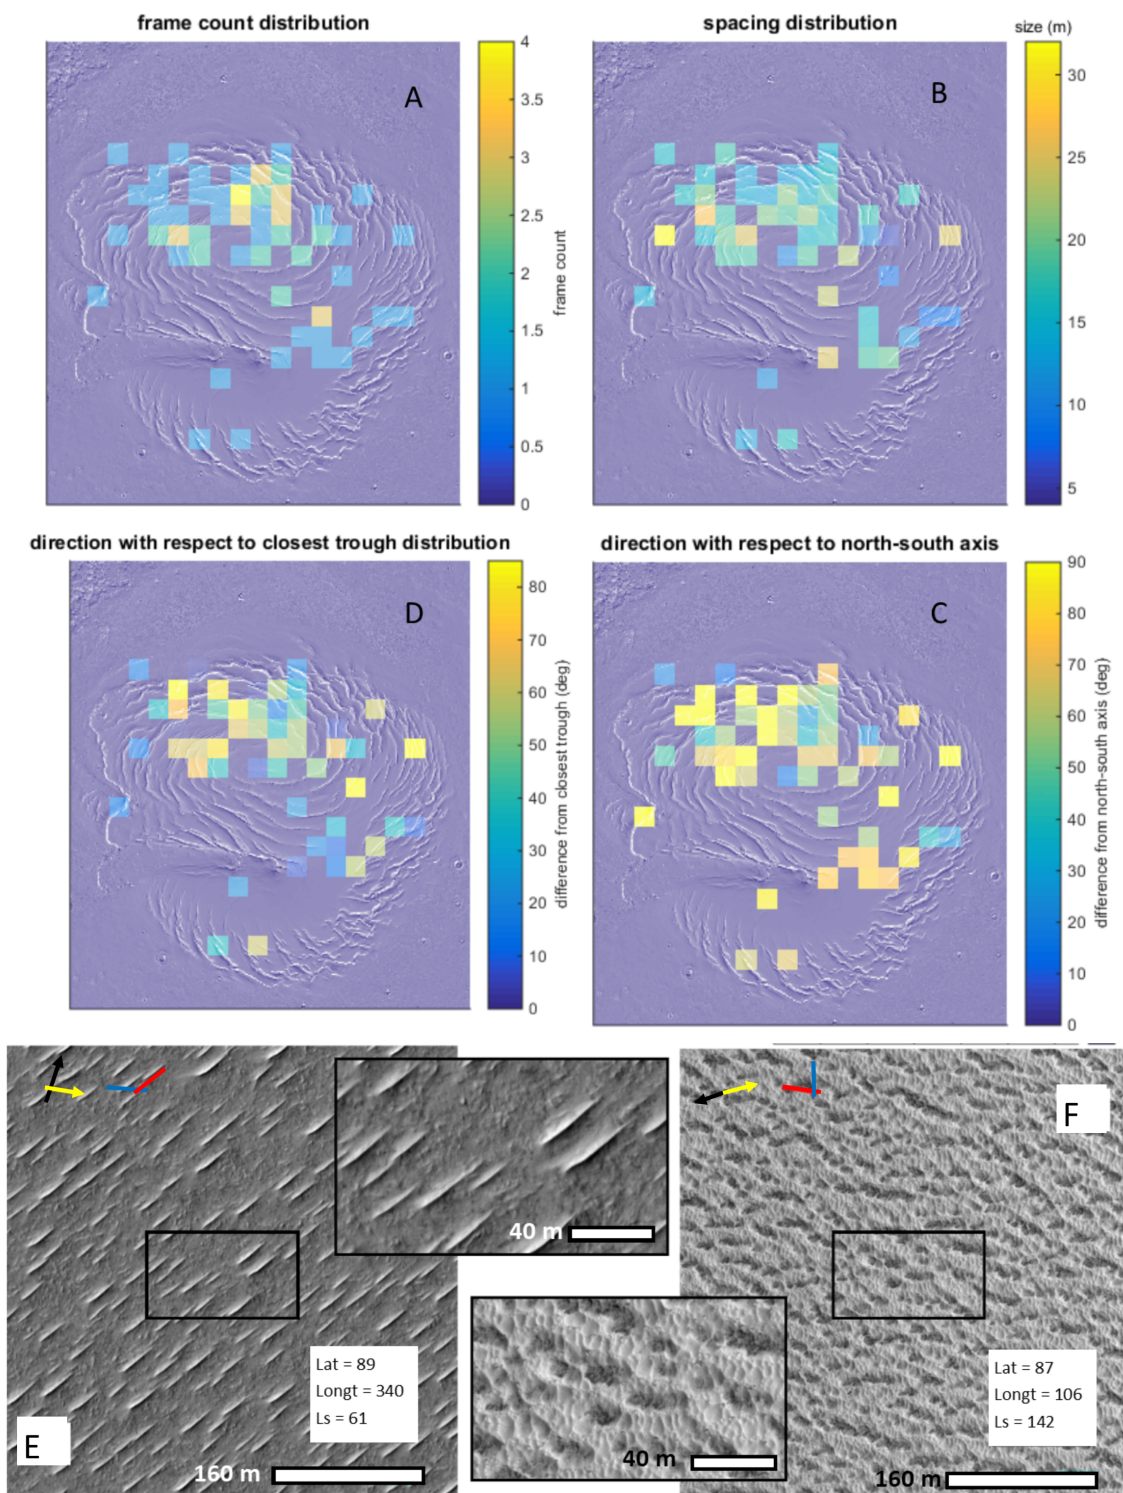 frame count distribution
A
4
3.5
3
2.5
2
1.5
1
0.5
0
frame count
spacing distribution
size (m)
B
30
25
20
15
10
5
direction with respect to closest trough distribution
D
80
70
60
50
40
30
20
10
0
difference from closest trough (deg)
direction with respect to north-south axis
C
90
80
70
60
50
40
30
20
10
0
difference from north-south axis (deg)
40 m
Lat = 89
Longt = 340
Ls = 61
E
160 m
40 m
F
Lat = 87
Longt = 106
Ls = 142
160 m